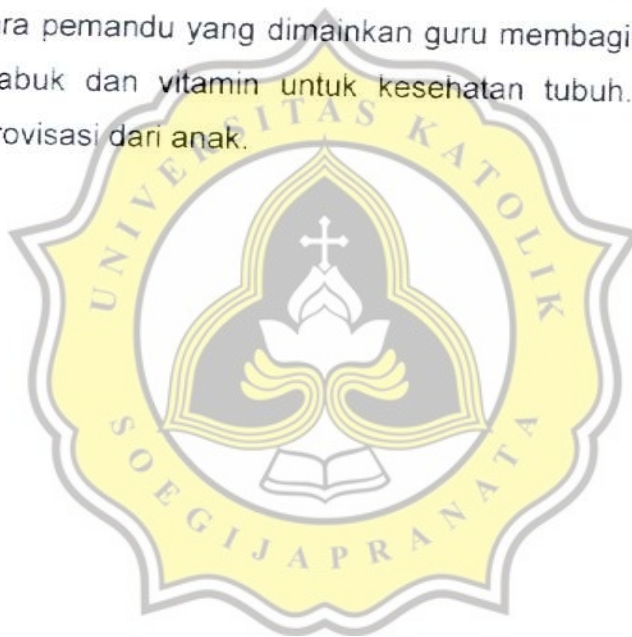 ra pemandu yang dimainkan guru membagi
abuk dan vitamin untuk kesehatan tubuh.
rovisasi dari anak.
UNIVERSITAS KATOLIK
SOEGIJAPRANATA